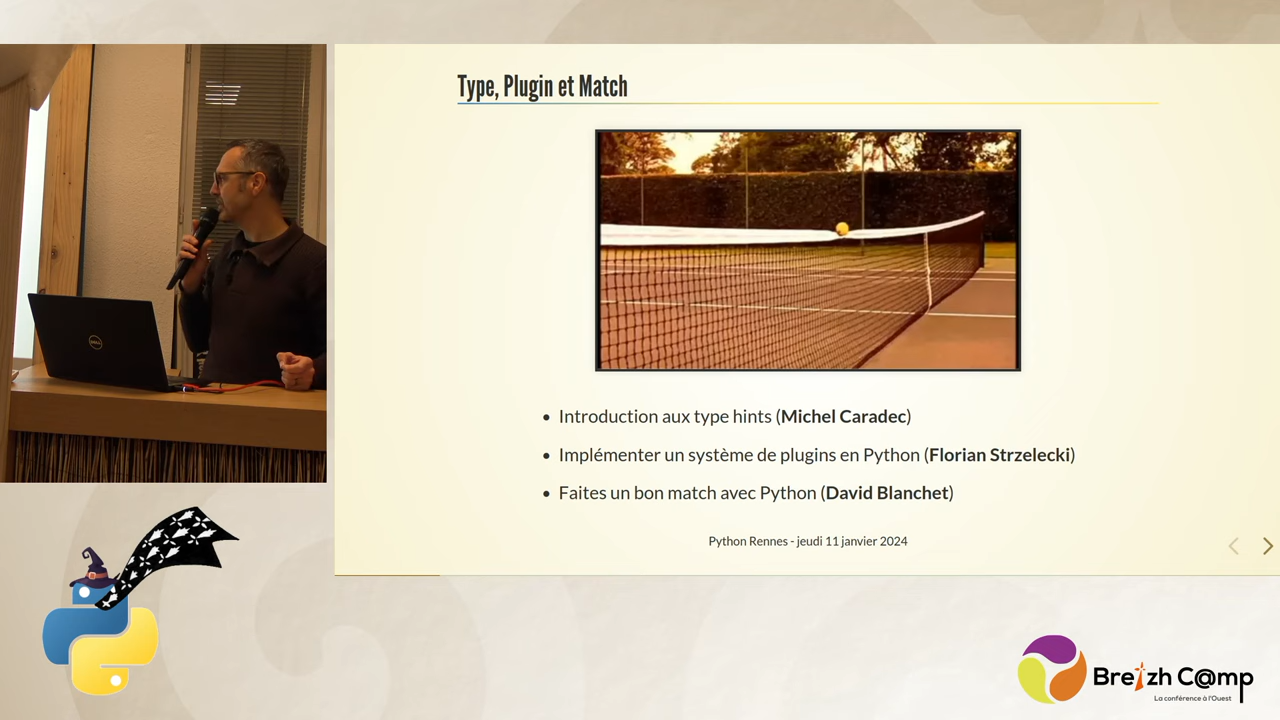 Type, Plugin et Match
Introduction aux type hints (Michel Caradec)
Implémenter un système de plugins en Python (Florian Strzelecki)
Faites un bon match avec Python (David Blanchet)
Python Rennes - jeudi 11 janvier 2024
DELL
Breizh C@mp
La conférence à l'Ouest